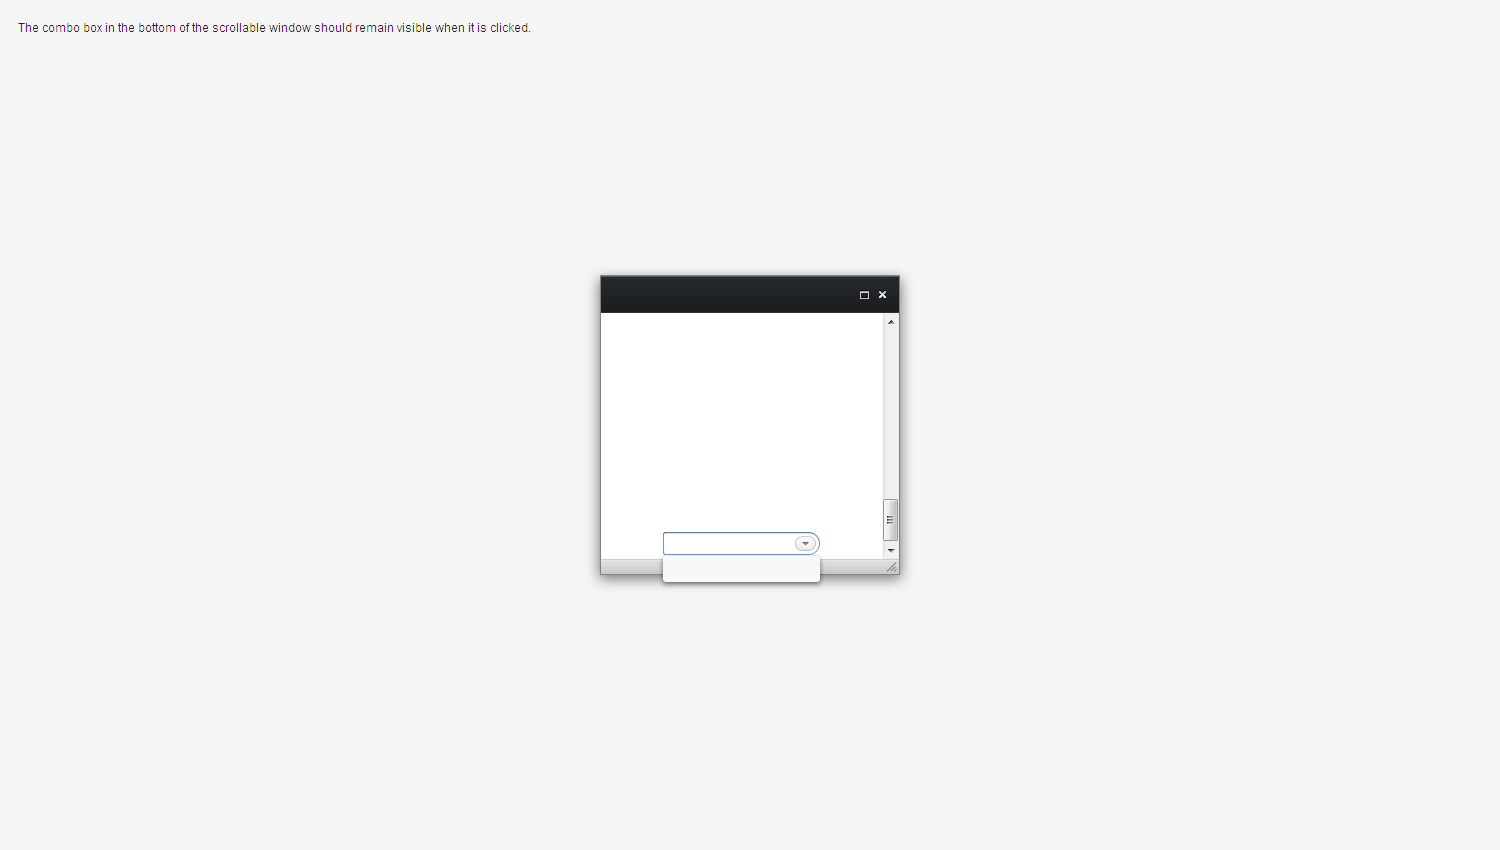 The combo box in the bottom of the scrollable window should remain visible when it is clicked.